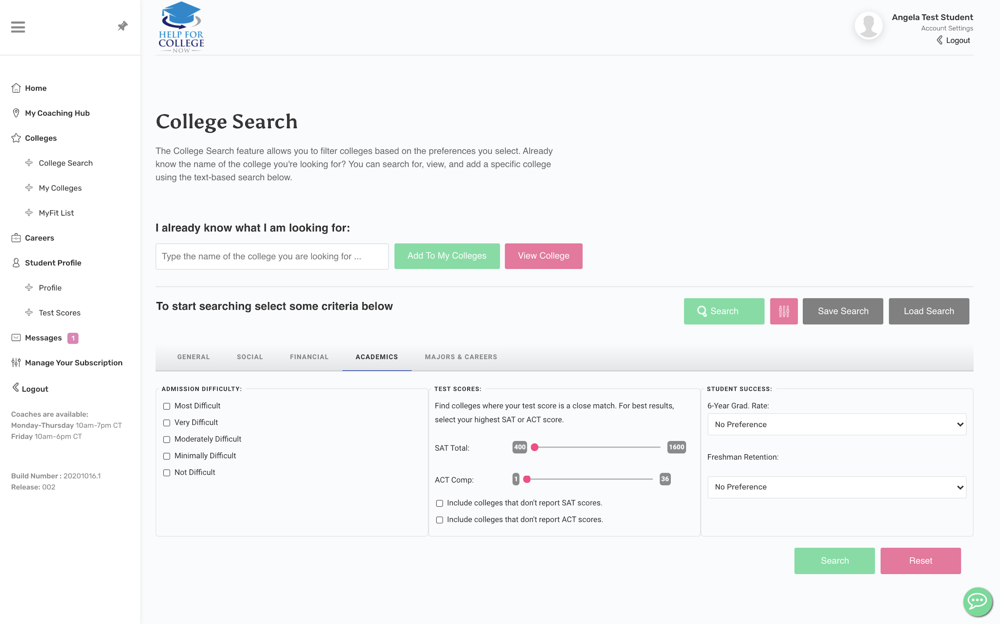 HELP FOR
COLLEGE
NOW
Angela Test Student
Account Settings
Logout
Home
My Coaching Hub
Colleges
College Search
My Colleges
MyFit List
Careers
Student Profile
Profile
Test Scores
Messages 1
Manage Your Subscription
Logout
Coaches are available:
Monday-Thursday 10am-7pm CT
Friday 10am-6pm CT
Build Number : 20201016.1
Release: 002
College Search
The College Search feature allows you to filter colleges based on the preferences you select. Already
know the name of the college you're looking for? You can search for, view, and add a specific college
using the text-based search below.
I already know what I am looking for:
Type the name of the college you are looking for ... Add To My Colleges View College
To start searching select some criteria below
Search Save Search Load Search
GENERAL SOCIAL FINANCIAL ACADEMICS MAJORS & CAREERS
ADMISSION DIFFICULTY:
Most Difficult
Very Difficult
Moderately Difficult
Minimally Difficult
Not Difficult
TEST SCORES:
Find colleges where your test score is a close match. For best results,
select your highest SAT or ACT score.
SAT Total: 400 1600
ACT Comp: 1 36
Include colleges that don't report SAT scores.
Include colleges that don't report ACT scores.
STUDENT SUCCESS:
6-Year Grad. Rate:
No Preference
Freshman Retention:
No Preference
Search Reset